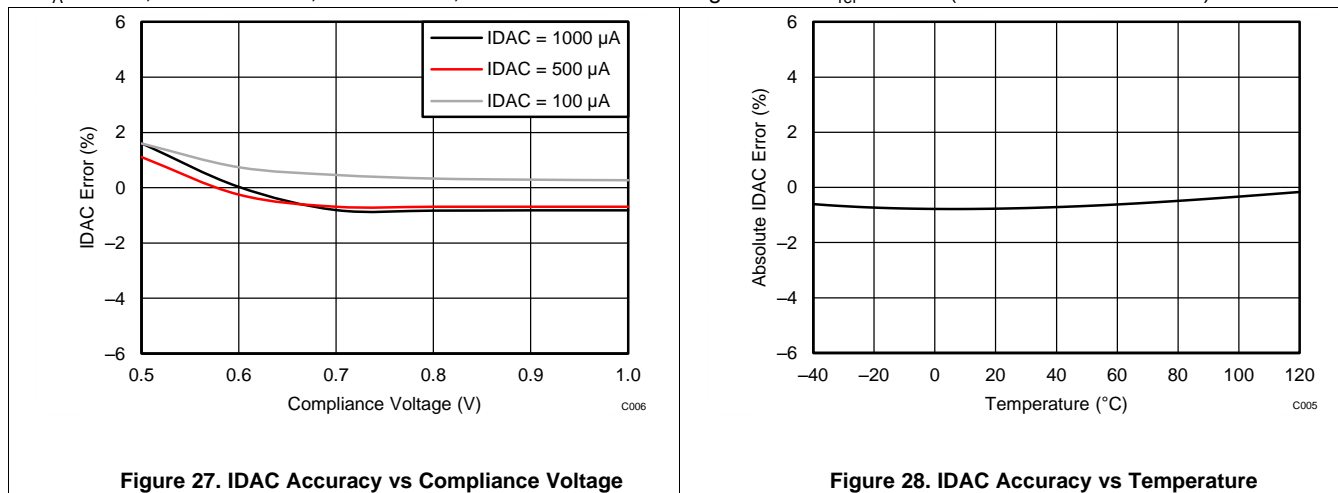 6
4
2
0
–2
–4
–6
IDAC Error (%)
IDAC = 1000 µA
IDAC = 500 µA
IDAC = 100 µA
0.5 0.6 0.7 0.8 0.9 1.0
Compliance Voltage (V)
C006
Figure 27. IDAC Accuracy vs Compliance Voltage
6
4
2
0
–2
–4
–6
Absolute IDAC Error (%)
–40 –20 0 20 40 60 80 100 120
Temperature (°C)
C005
Figure 28. IDAC Accuracy vs Temperature